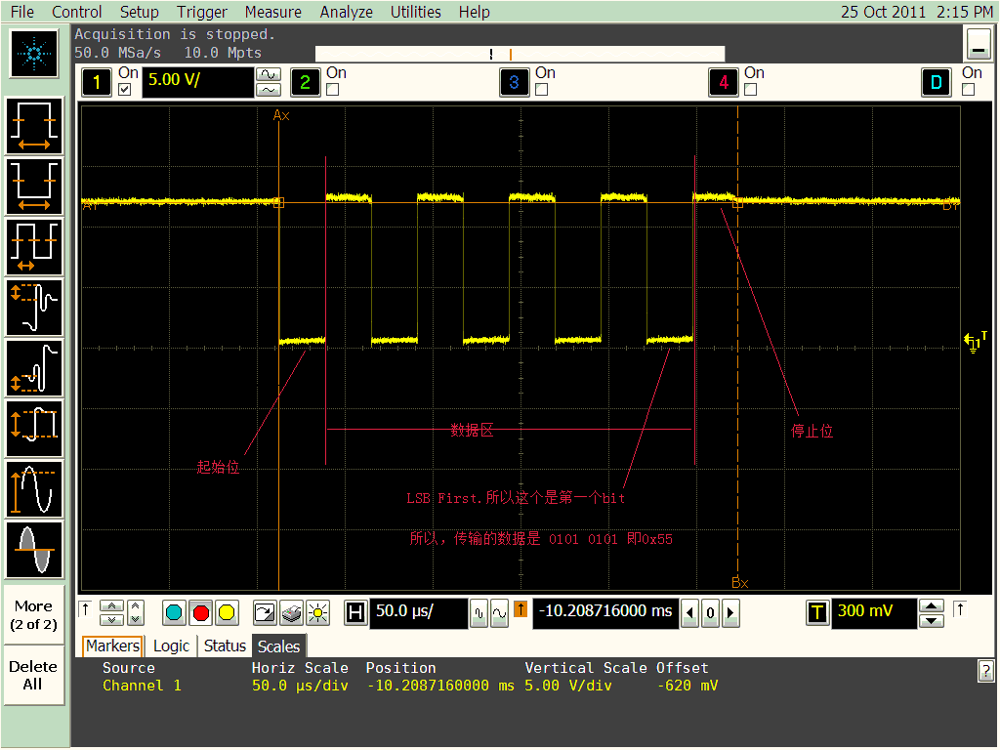 File Control Setup Trigger Measure Analyze Utilities Help 25 Oct 2011 2:15 PM
Acquisition is stopped.
50.0 MSa/s 10.0 Mpts
1 On 5.00 V/ 2 On 3 On 4 On D On
Ax
数据区
停止位
起始位
LSB First.所以这个是第一个bit
所以，传输的数据是 0101 0101 即0x55
Bx
T
More
(2 of 2)
Delete
All
H 50.0 µs/ -10.208716000 ms 0 T 300 mV
Markers Logic Status Scales
Source Horiz Scale Position Vertical Scale Offset
Channel 1 50.0 µs/div -10.2087160000 ms 5.00 V/div -620 mV
?